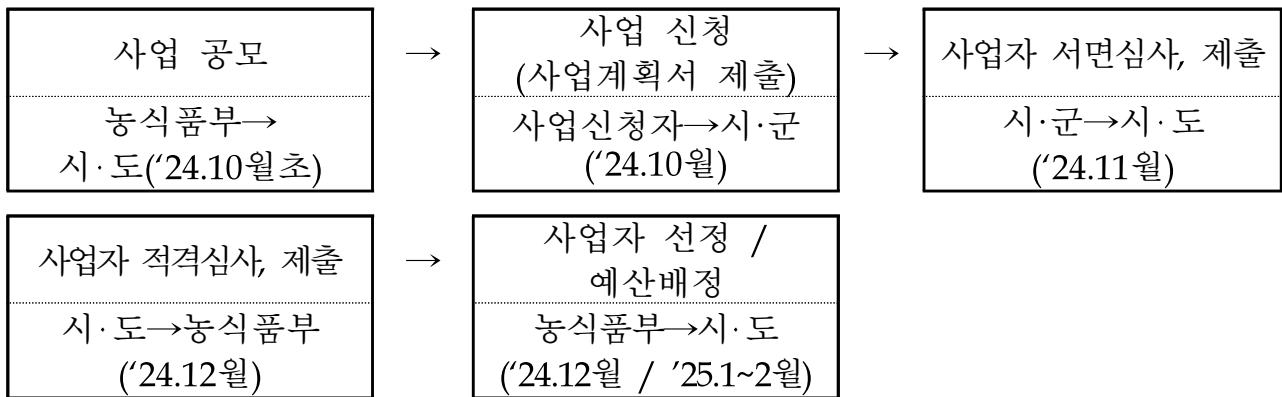 사업 공모
농식품부→
시·도(‘24.10월초)
→
사업 신청
(사업계획서 제출)
사업신청자→시·군
(‘24.10월)
→
사업자 서면심사, 제출
시·군→시·도
(‘24.11월)
사업자 적격심사, 제출
시·도→농식품부
(‘24.12월)
→
사업자 선정 /
예산배정
농식품부→시·도
(‘24.12월 / ’25.1~2월)